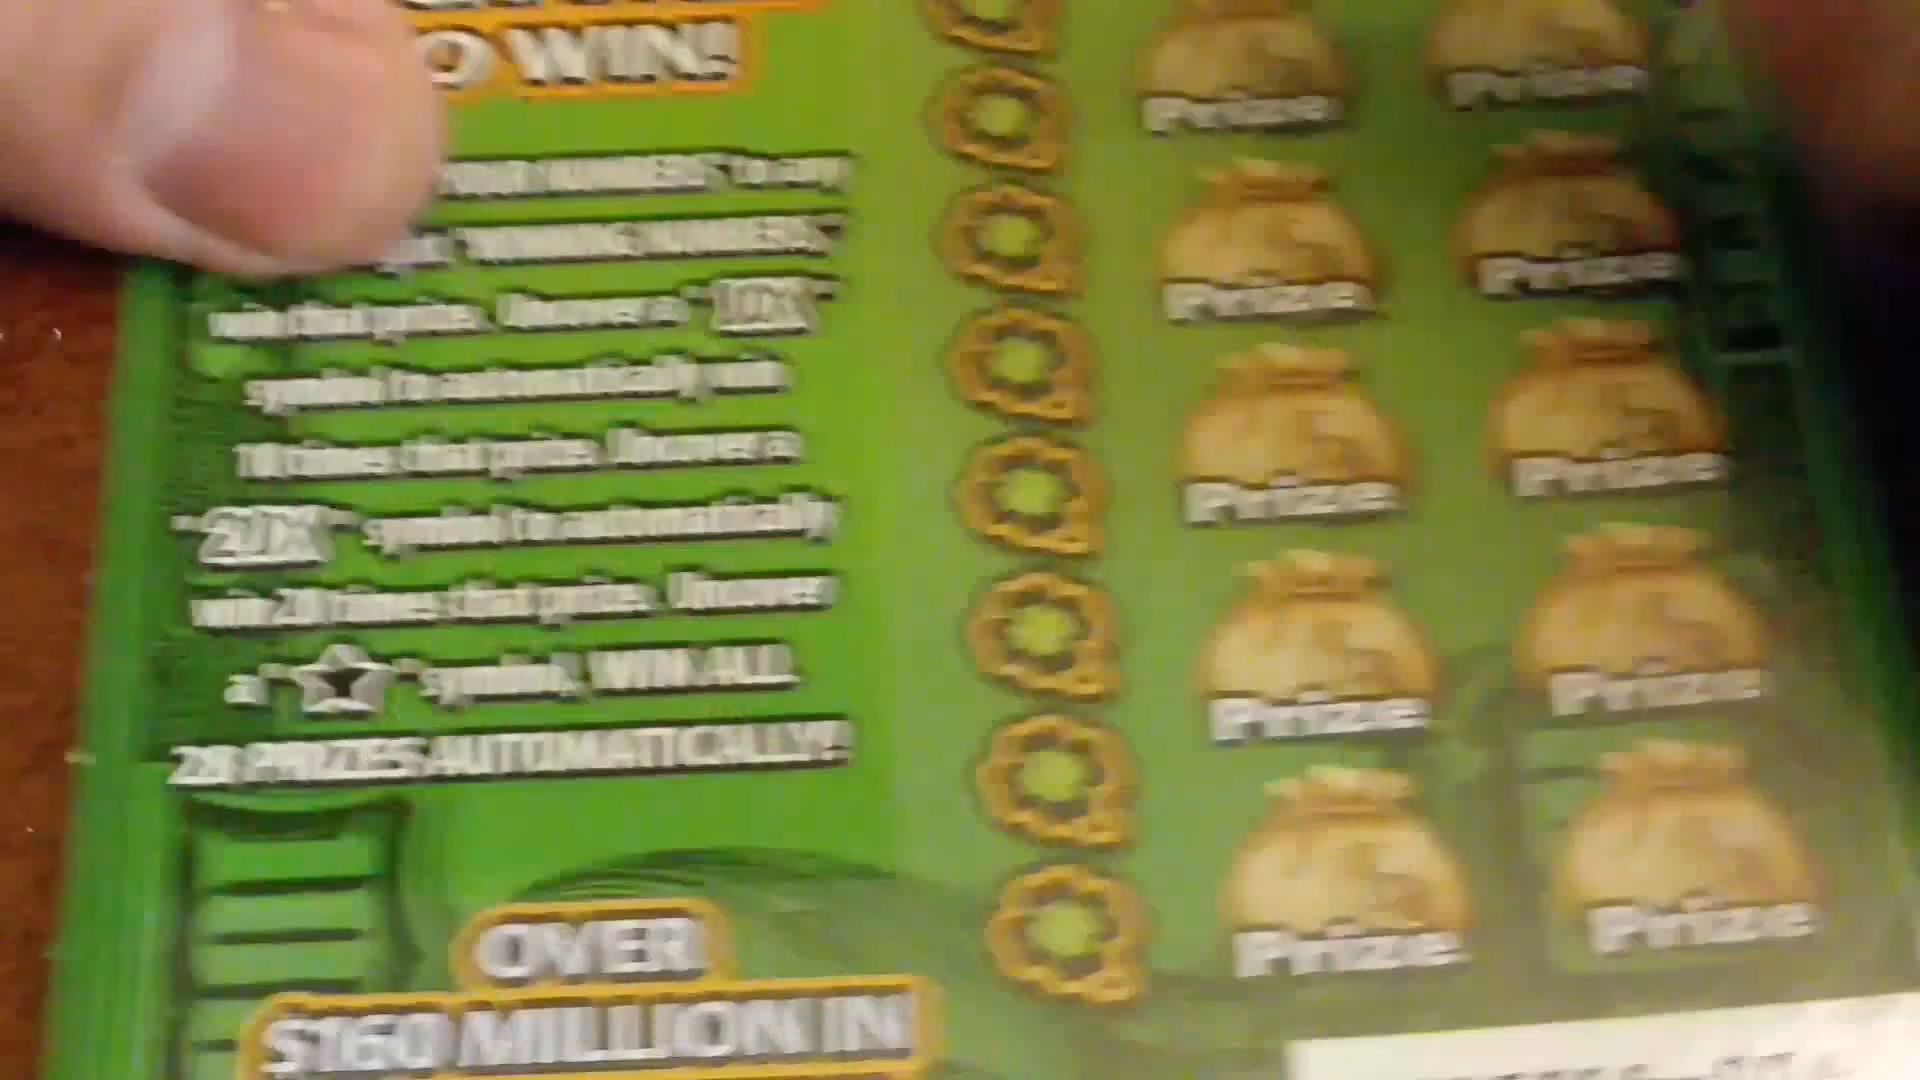 O WIN!
YOUR NUMBERS" to any
"WINNING NUMBERS,"
win that prize. Uncover a "10X"
symbol to automatically win
10 times that prize. Uncover a
"20X" symbol to automatically
win 20 times that prize. Uncover
a "☆" symbol, WIN ALL
28 PRIZES AUTOMATICALLY!
OVER
$160 MILLION IN
Prize Prize
Prize Prize
Prize Prize
Prize Prize
Prize Prize